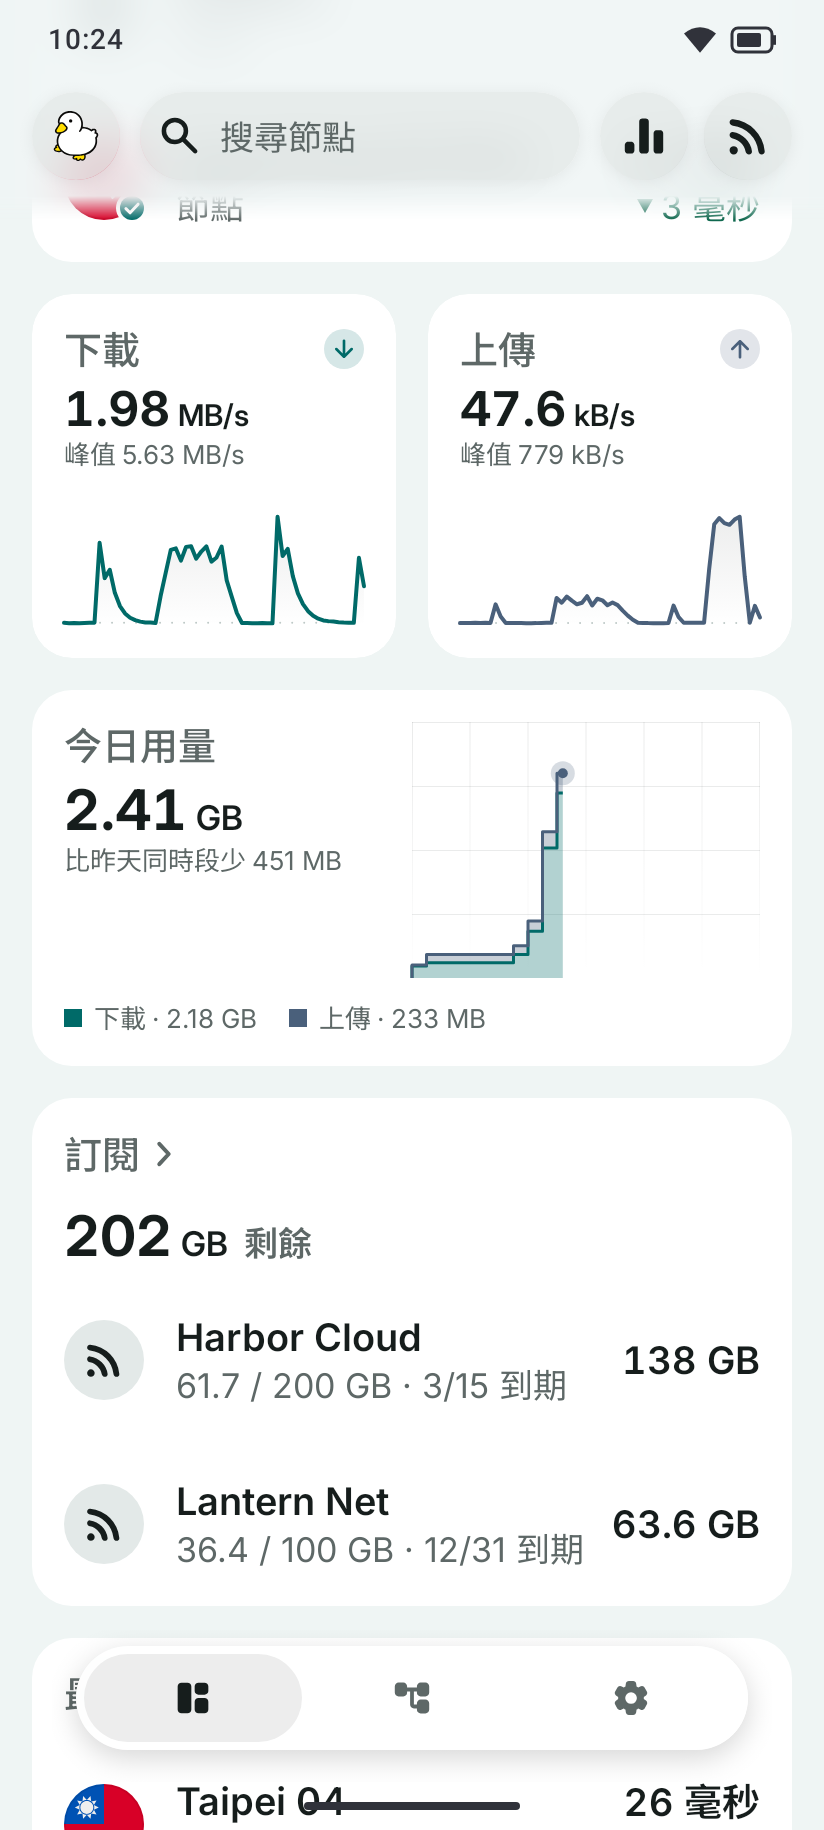 10:24
搜尋節點
節點
▼3 毫秒
下載
1.98 MB/s
峰值 5.63 MB/s
上傳
47.6 kB/s
峰值 779 kB/s
今日用量
2.41 GB
比昨天同時段少 451 MB
下載 · 2.18 GB
上傳 · 233 MB
訂閱
202 GB 剩餘
Harbor Cloud
61.7 / 200 GB · 3/15 到期
138 GB
Lantern Net
36.4 / 100 GB · 12/31 到期
63.6 GB
Taipei 04
26 毫秒